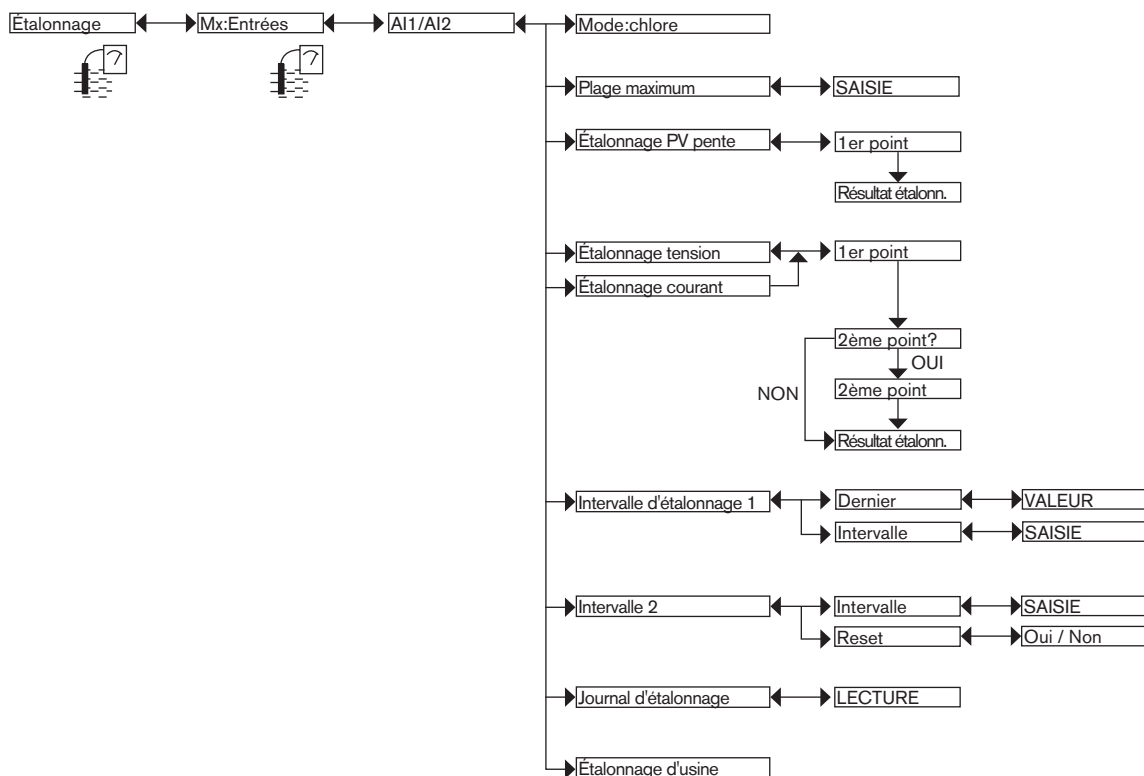 Étalonnage
Mx:Entrées
AI1/AI2
Mode:chlore
Plage maximum
SAISIE
Étalonnage PV pente
1er point
Résultat étalonn.
Étalonnage tension
1er point
Étalonnage courant
2ème point?
OUI
NON
2ème point
Résultat étalonn.
Intervalle d'étalonnage 1
Dernier
VALEUR
Intervalle
SAISIE
Intervalle 2
Intervalle
SAISIE
Reset
Oui / Non
Journal d'étalonnage
LECTURE
Étalonnage d'usine